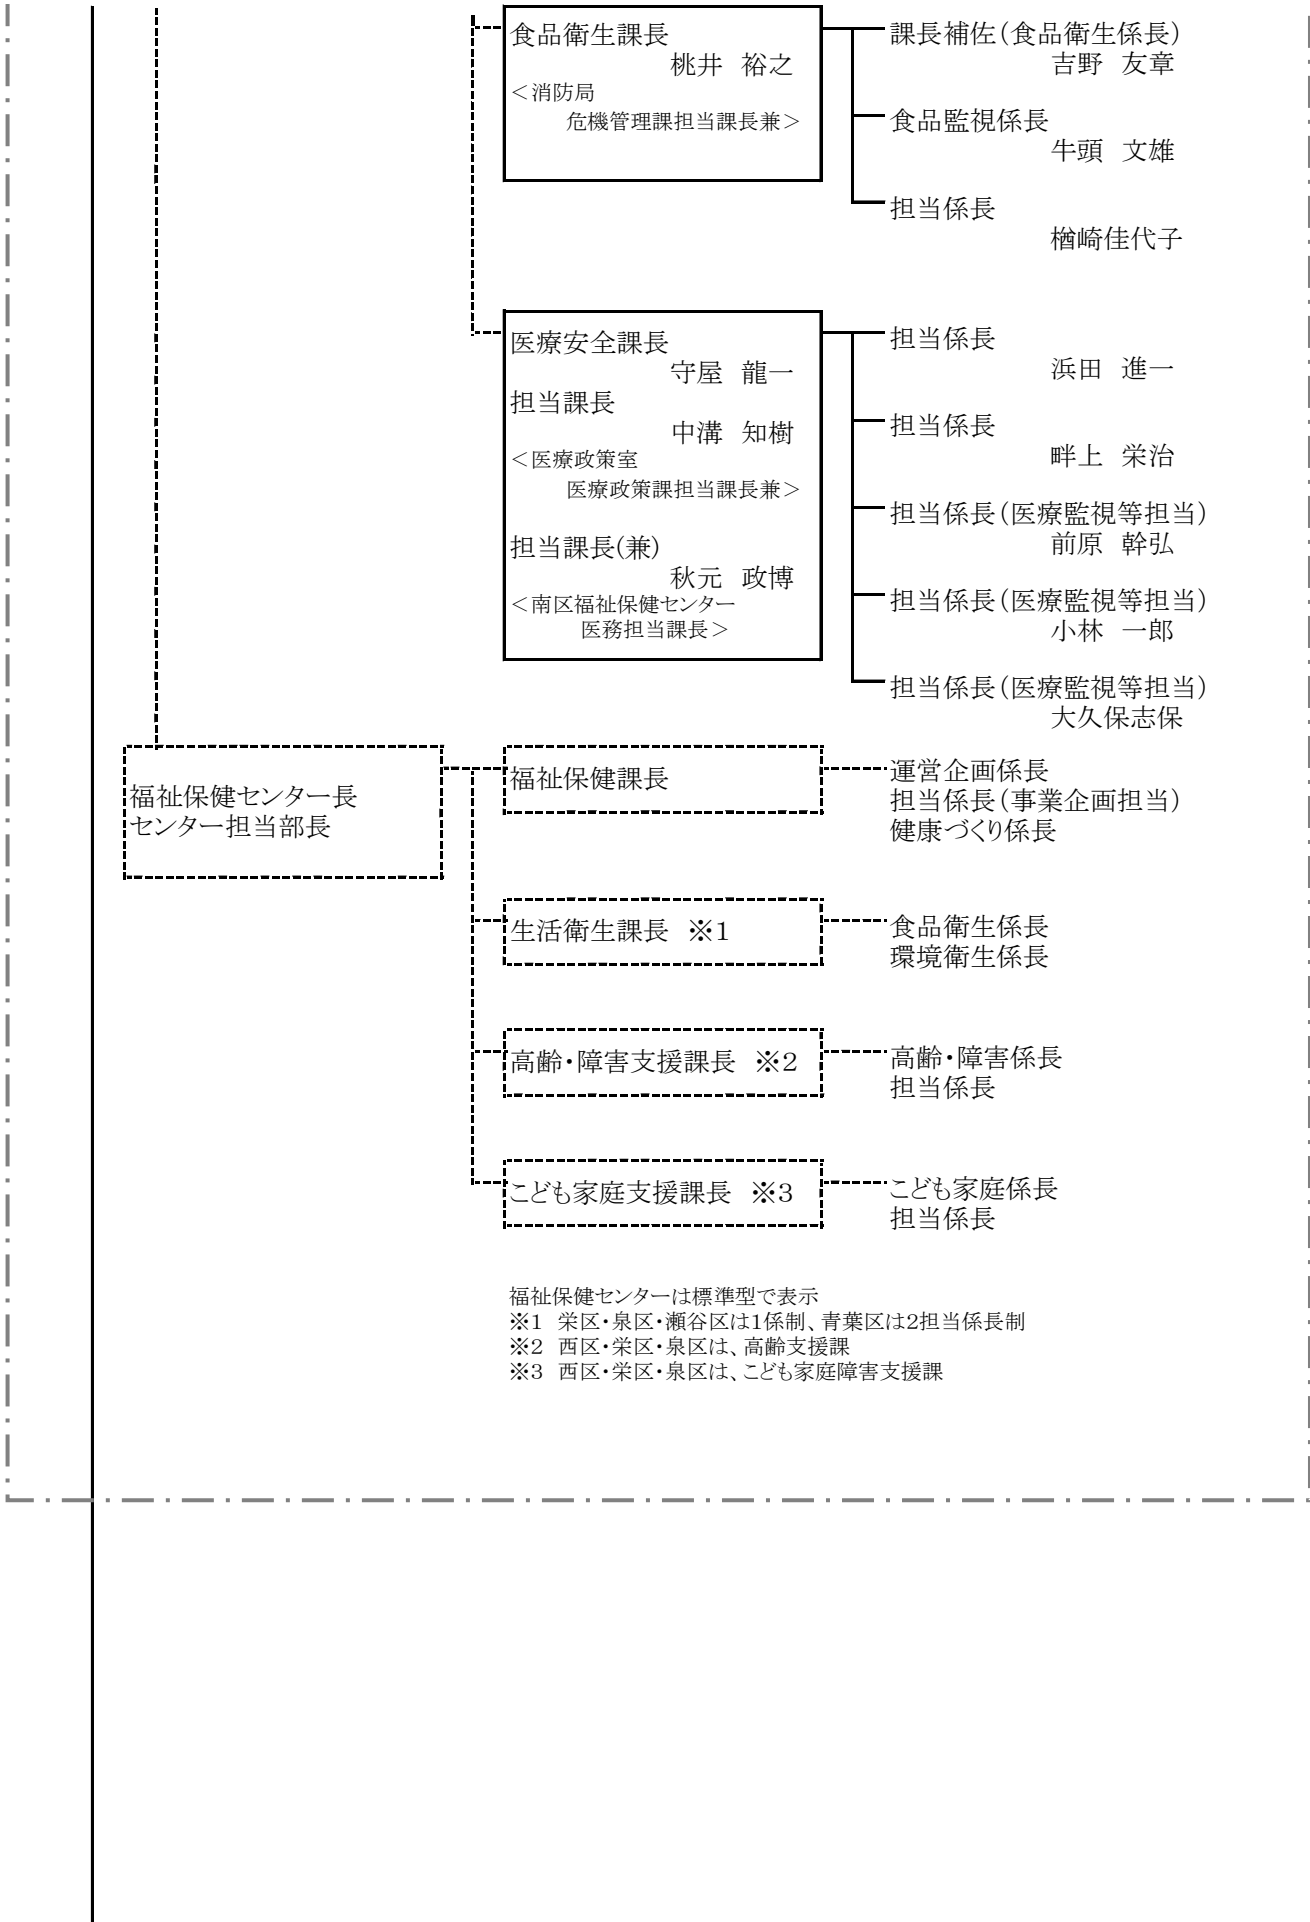 食品衛生課長
桃井 裕之
＜消防局
危機管理課担当課長兼＞
課長補佐（食品衛生係長）
吉野 友章
食品監視係長
牛頭 文雄
担当係長
楢崎佳代子
医療安全課長
守屋 龍一
担当課長
中溝 知樹
＜医療政策室
医療政策課担当課長兼＞
担当課長(兼)
秋元 政博
＜南区福祉保健センター
医務担当課長＞
担当係長
浜田 進一
担当係長
畔上 栄治
担当係長（医療監視等担当）
前原 幹弘
担当係長（医療監視等担当）
小林 一郎
担当係長（医療監視等担当）
大久保志保
福祉保健センター長
センター担当部長
福祉保健課長
運営企画係長
担当係長（事業企画担当）
健康づくり係長
生活衛生課長 ※1
食品衛生係長
環境衛生係長
高齢・障害支援課長 ※2
高齢・障害係長
担当係長
こども家庭支援課長 ※3
こども家庭係長
担当係長
福祉保健センターは標準型で表示
※1 栄区・泉区・瀬谷区は1係制、青葉区は2担当係長制
※2 西区・栄区・泉区は、高齢支援課
※3 西区・栄区・泉区は、こども家庭障害支援課